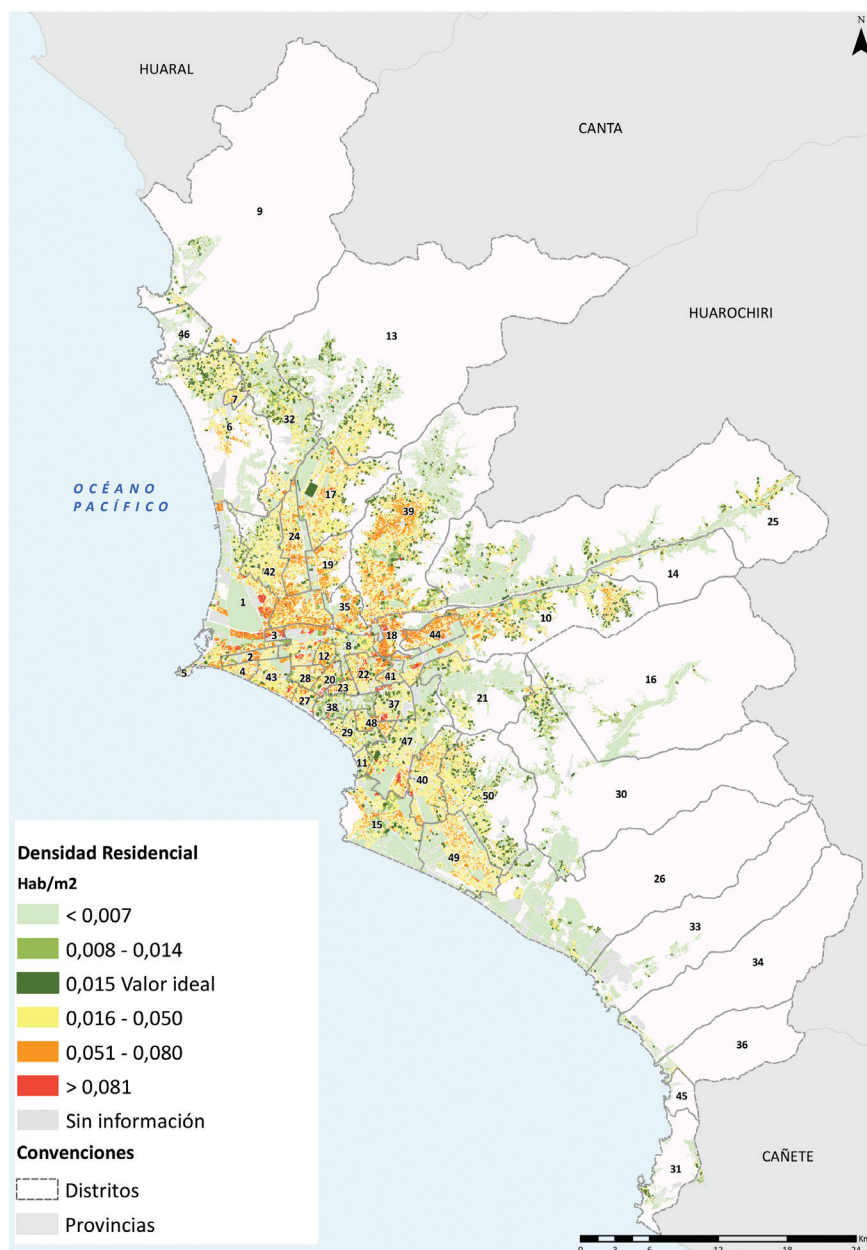 N
HUARAL
CANTA
9
HUAROCHIRI
46
13
7
6
32
OCÉANO
PACÍFICO
17
39
25
24
19
14
42
1
35
10
3
18
44
8
2
12
5
4
43
28
20
22
41
16
23
27
38
37
21
29
48
47
11
40
50
30
15
49
26
33
34
36
45
31
CAÑETE
Densidad Residencial
Hab/m2
< 0,007
0,008 - 0,014
0,015 Valor ideal
0,016 - 0,050
0,051 - 0,080
> 0,081
Sin información
Convenciones
Distritos
Provincias
0 3 6 12 18 24
Km